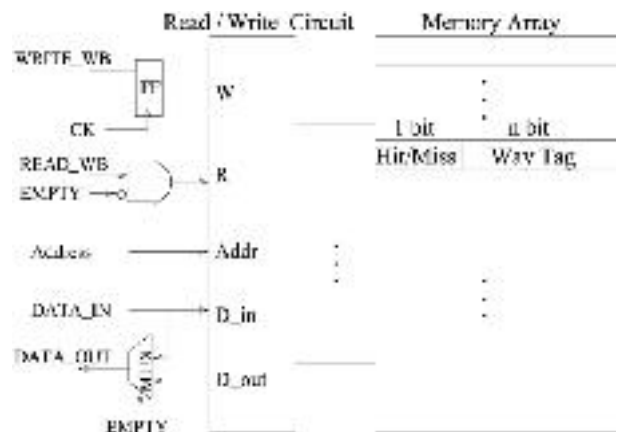 Read / Write Circuit Memory Array
WRITE_WB
FF
W
CK
1 bit n bit
Hit/Miss Way Tag
READ_WB
R
EMPTY
Address Addr
DATA_IN D_in
DATA_OUT
MUX
D_out
EMPTY